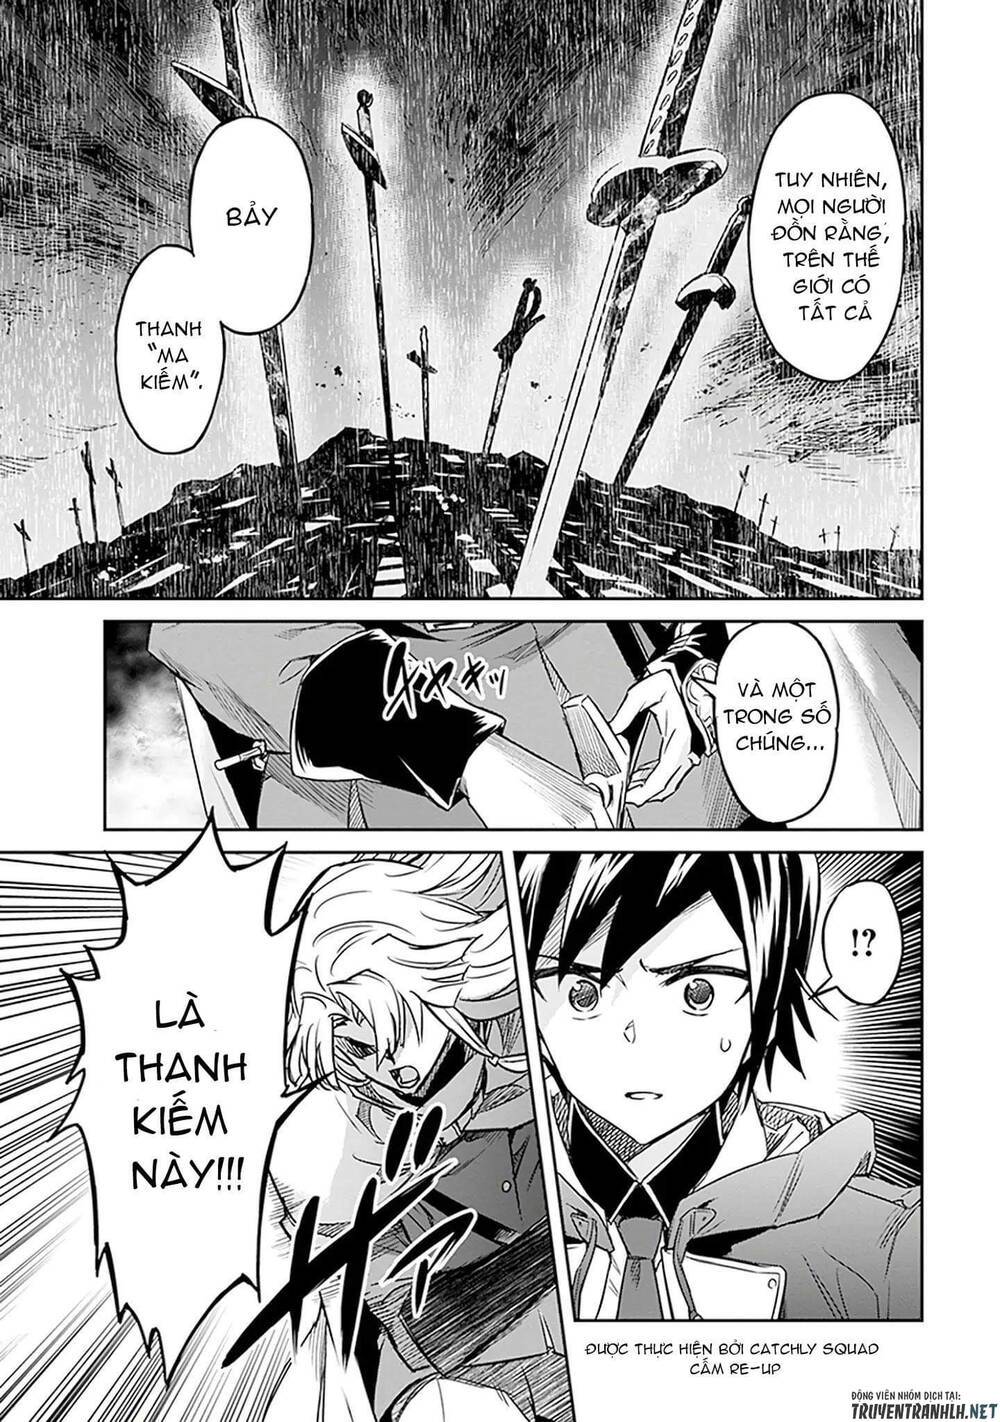 TUY NHIÊN,
MỌI NGƯỜI
ĐỒN RẰNG,
TRÊN THẾ
GIỚI CÓ
TẤT CẢ
BẢY
THANH
"MA
KIẾM".
VÀ MỘT
TRONG SỐ
CHÚNG...
!?
LÀ
THANH
KIẾM
NÀY!!!
ĐƯỢC THỰC HIỆN BỞI CATCHLY SQUAD
CẤM RE-UP
ĐỘNG VIÊN NHÓM DỊCH TẠI:
TRUYENTRANHLH.NET